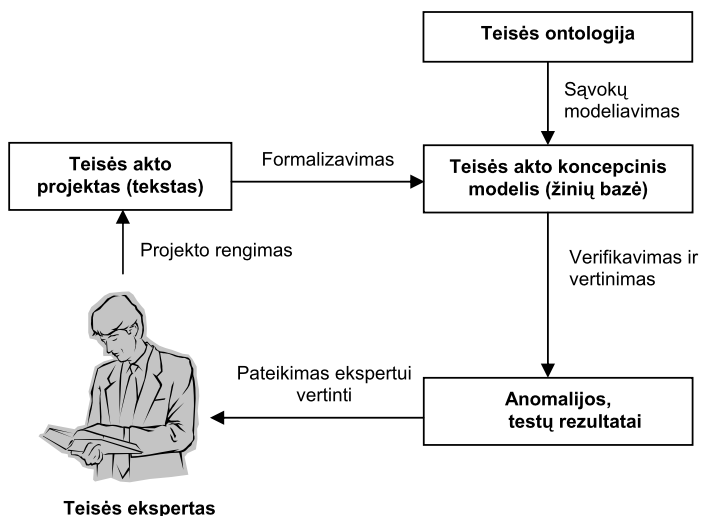 Teisės ontologija
Sąvokų
modeliavimas
Teisės akto
projektas (tekstas)
Formalizavimas
Teisės akto koncepcinis
modelis (žinių bazė)
Projekto rengimas
Verifikavimas ir
vertinimas
Pateikimas ekspertui
vertinti
Anomalijos,
testų rezultatai
Teisės ekspertas